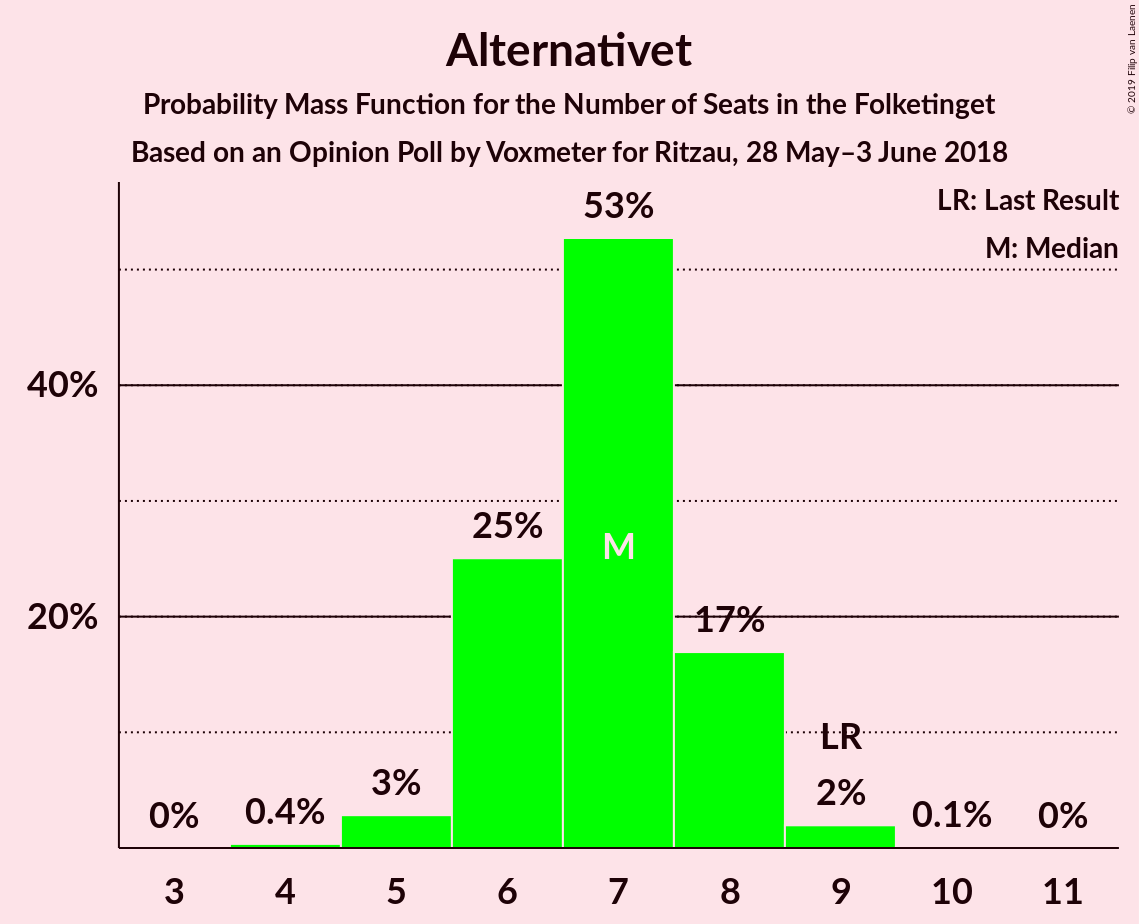 Alternativet
Probability Mass Function for the Number of Seats in the Folketinget
Based on an Opinion Poll by Voxmeter for Ritzau, 28 May–3 June 2018
© 2019 Filip van Laenen
LR: Last Result
M: Median
53%
40%
25%
M
20%
17%
LR
3%
2%
0%
0.4%
0.1%
0%
3 4 5 6 7 8 9 10 11